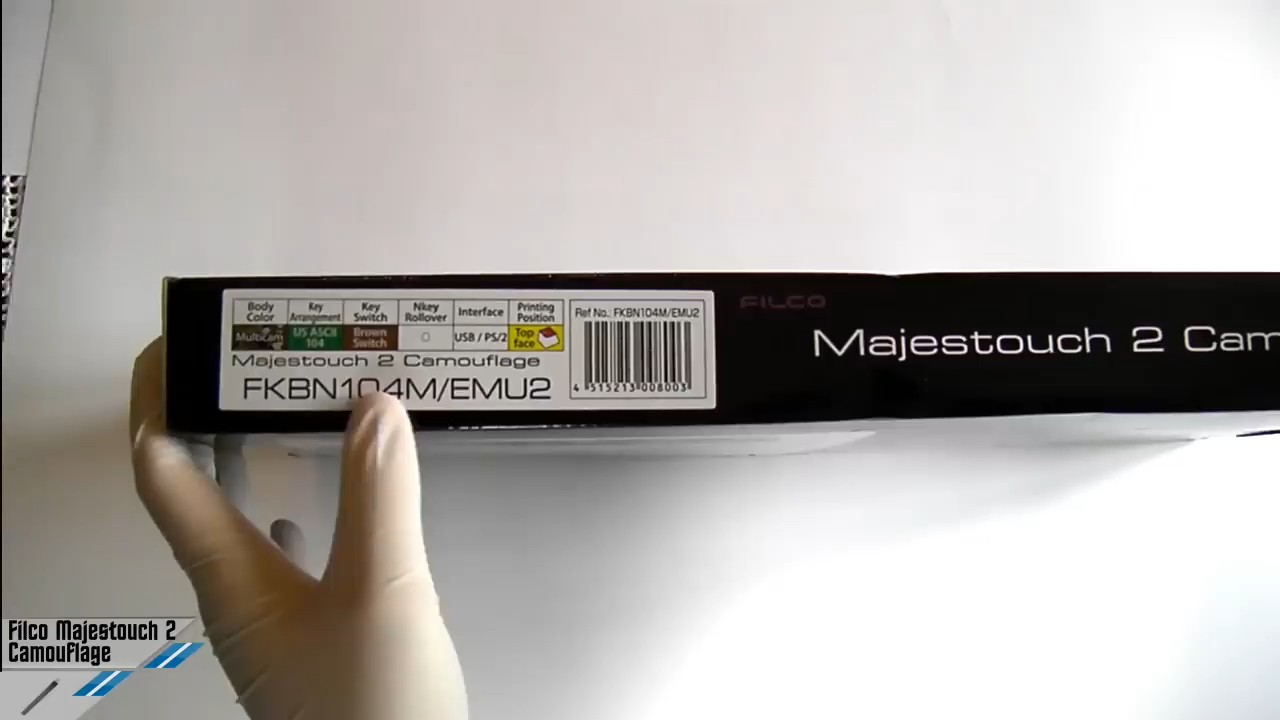 Body Color
Key Arrangement
Key Switch
Nkey Rollover
Interface
Printing Position
Multicam
US ASCII 104
Brown Switch
O
USB / PS/2
Top face
Majestouch 2 Camouflage
FKBN104M/EMU2
Ref No.: FKBN104M/EMU2
4 515213 008003
FILCO
Majestouch 2 Cam
Filco Majestouch 2
Camouflage